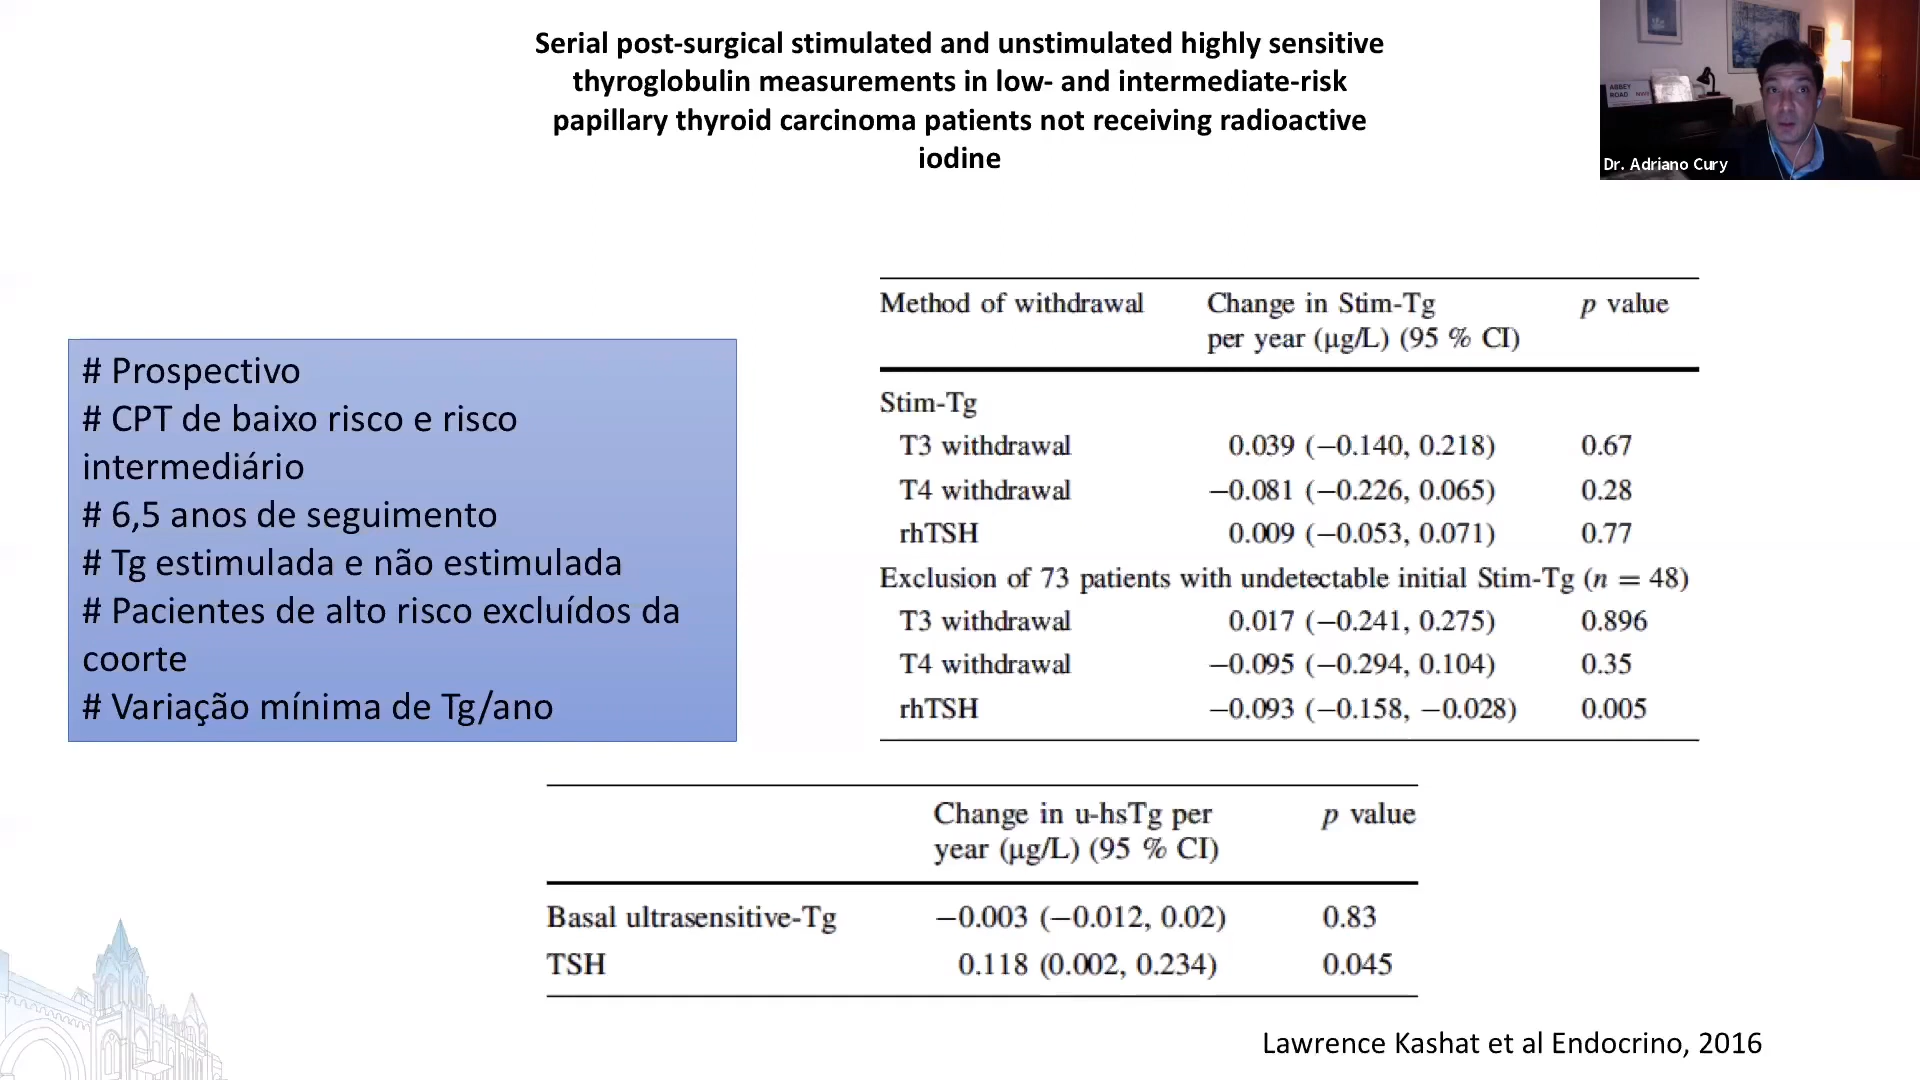 Serial post-surgical stimulated and unstimulated highly sensitive
thyroglobulin measurements in low- and intermediate-risk
papillary thyroid carcinoma patients not receiving radioactive
iodine
ABBEY
ROAD NW8
Dr. Adriano Cury
# Prospectivo
# CPT de baixo risco e risco
intermediário
# 6,5 anos de seguimento
# Tg estimulada e não estimulada
# Pacientes de alto risco excluídos da
coorte
# Variação mínima de Tg/ano
Method of withdrawal Change in Stim-Tg p value
per year (µg/L) (95 % CI)
Stim-Tg
T3 withdrawal 0.039 (−0.140, 0.218) 0.67
T4 withdrawal −0.081 (−0.226, 0.065) 0.28
rhTSH 0.009 (−0.053, 0.071) 0.77
Exclusion of 73 patients with undetectable initial Stim-Tg (n = 48)
T3 withdrawal 0.017 (−0.241, 0.275) 0.896
T4 withdrawal −0.095 (−0.294, 0.104) 0.35
rhTSH −0.093 (−0.158, −0.028) 0.005
Change in u-hsTg per p value
year (µg/L) (95 % CI)
Basal ultrasensitive-Tg −0.003 (−0.012, 0.02) 0.83
TSH 0.118 (0.002, 0.234) 0.045
Lawrence Kashat et al Endocrino, 2016